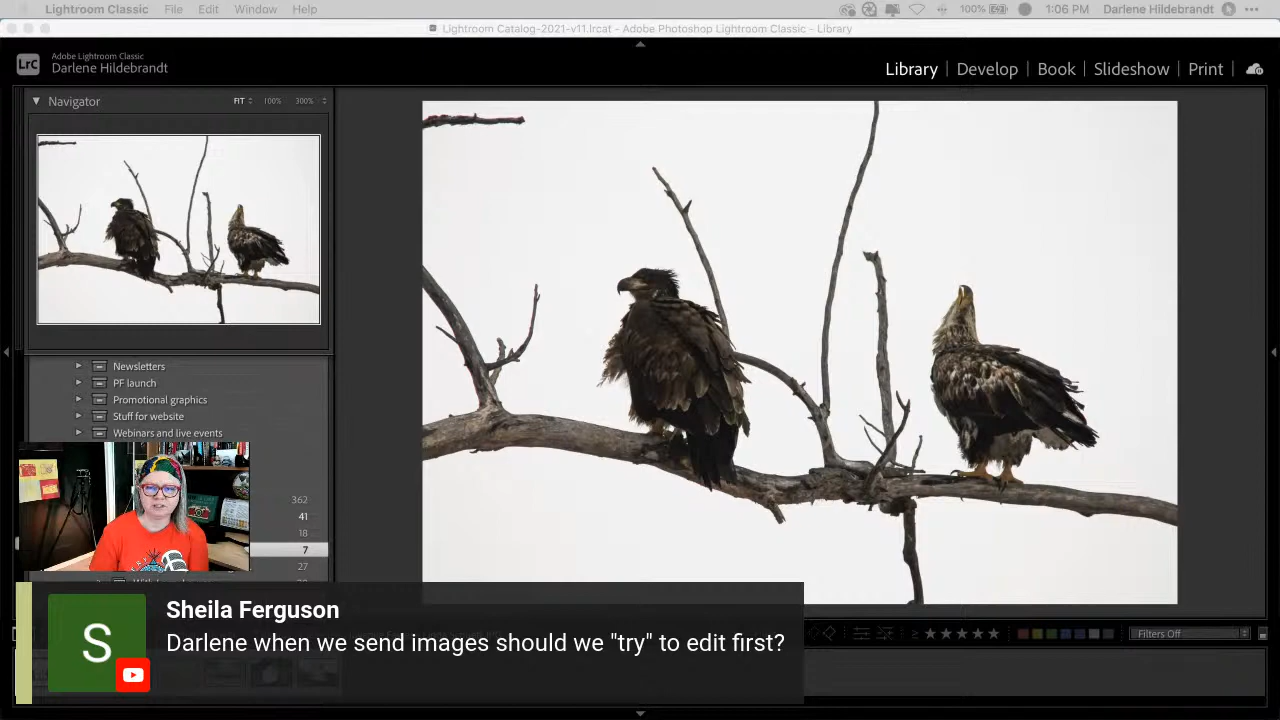 Lightroom Classic File Edit Window Help 100% 1:06 PM Darlene Hildebrandt
Lightroom Catalog-2021-v11.lrcat - Adobe Photoshop Lightroom Classic - Library
LrC
Adobe Lightroom Classic
Darlene Hildebrandt
Library | Develop | Book | Slideshow | Print |
Navigator FIT 100% 300%
Newsletters
PF launch
Promotional graphics
Stuff for website
Webinars and live events
362
41
18
7
27
S
Sheila Ferguson
Darlene when we send images should we "try" to edit first?
Filters Off